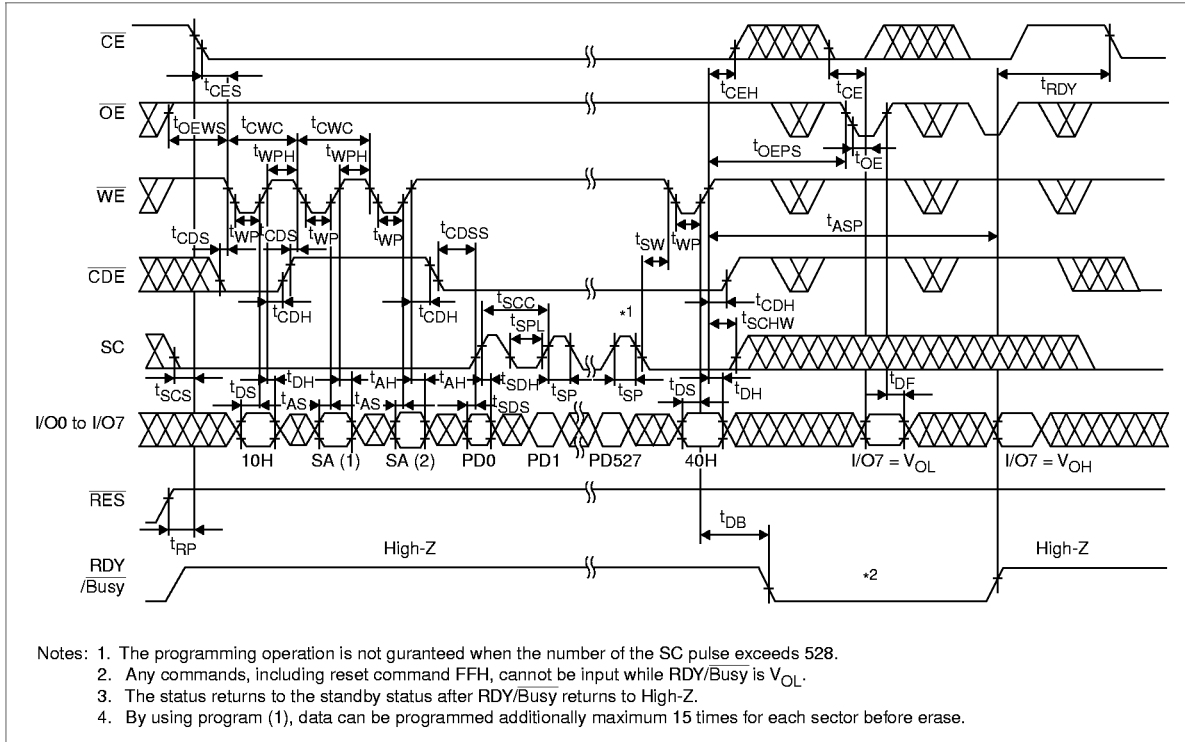 CE
tCES tCEH tCE tRDY
OE
tOEWS tCWC tCWC
tWPH tWPH tOEPS tOE
WE
tCDS tWP tCDS tWP tWP tCDSS tSW tWP tASP
CDE
tCDH tCDH tSCC tSPL *1 tCDH tSCHW
SC
tSCS tDS tDH tAS tAH tAS tAH tSDH tSDS tSP tSP tDS tDH tDF
I/O0 to I/O7
10H SA (1) SA (2) PD0 PD1 PD527 40H I/O7 = VOL I/O7 = VOH
RES
tRP tDB
RDY
/Busy
High-Z *2 High-Z
Notes: 1. The programming operation is not guranteed when the number of the SC pulse exceeds 528.
2. Any commands, including reset command FFH, cannot be input while RDY/Busy is VOL.
3. The status returns to the standby status after RDY/Busy returns to High-Z.
4. By using program (1), data can be programmed additionally maximum 15 times for each sector before erase.